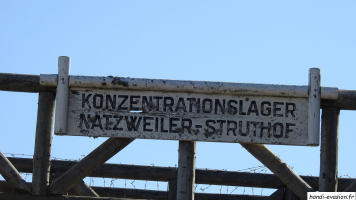 KONZENTRATIONSLAGER
NATZWEILER-STRUTHOF
handi-evasion.fr